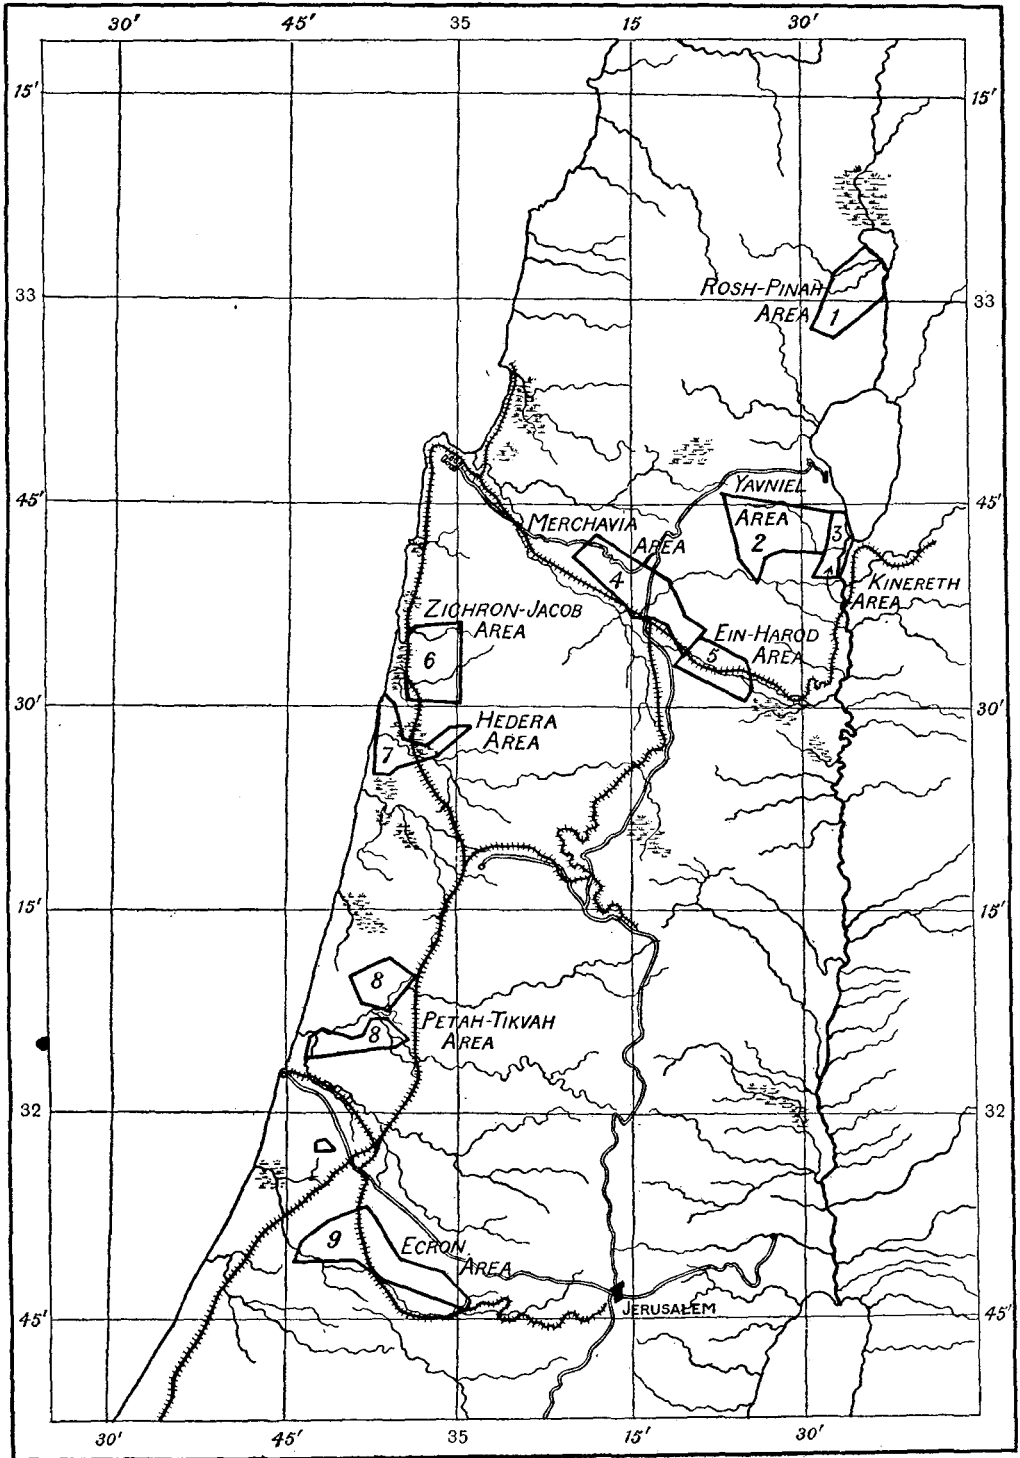 30' 45' 35 15' 30'
15' 15'
ROSH-PINAH
AREA
1
33 33
45' 45'
YAVNIEL
AREA
2
3
MERCHAVIA
AREA
4
KINERETH
AREA
ZICHRON-JACOB
AREA
6
EIN-HAROD
AREA
5
30' 30'
HEDERA
AREA
7
15' 15'
8
8
PETAH-TIKVAH
AREA
32 32
9
ECRON
AREA
JERUSALEM
45' 45'
30' 45' 35 15' 30'